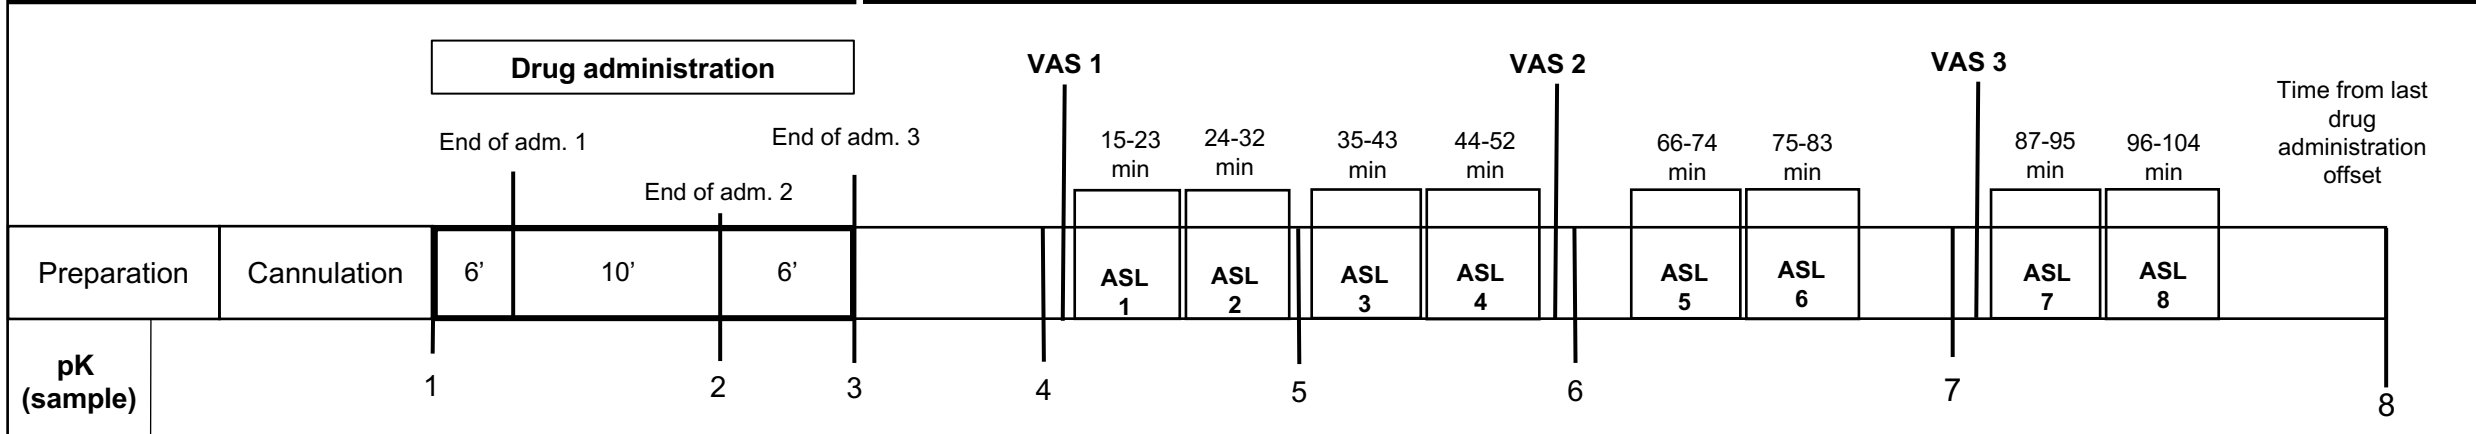 Drug administration
VAS 1
VAS 2
VAS 3
Time from last
drug
administration
offset
End of adm. 1
End of adm. 2
End of adm. 3
15-23
min
24-32
min
35-43
min
44-52
min
66-74
min
75-83
min
87-95
min
96-104
min
Preparation
Cannulation
6’
10’
6’
ASL
1
ASL
2
ASL
3
ASL
4
ASL
5
ASL
6
ASL
7
ASL
8
pK
(sample)
1
2
3
4
5
6
7
8